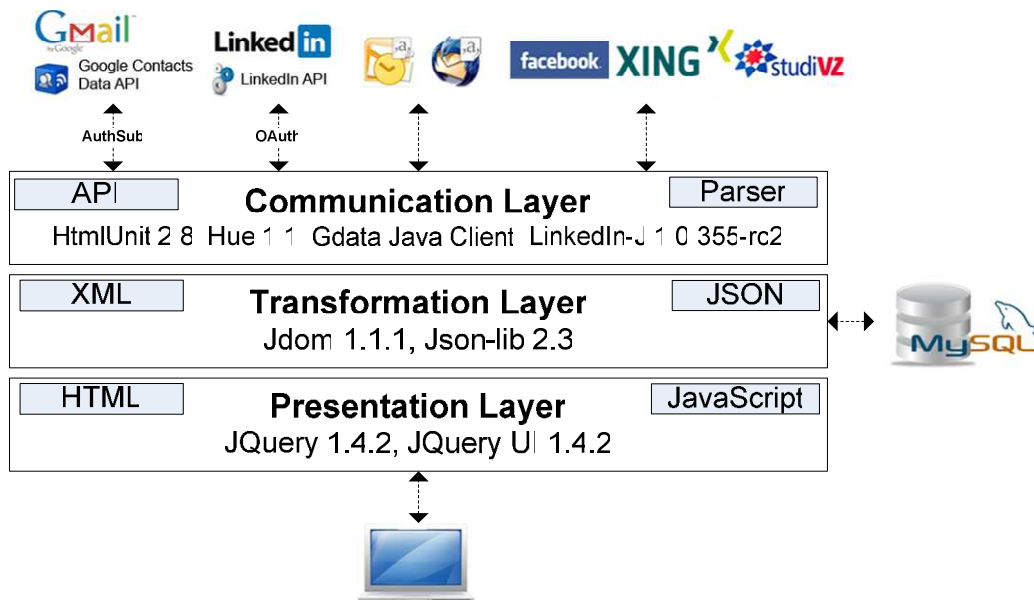 GMail
by Google
Google Contacts
Data API
Linked in
LinkedIn API
,a,
,a,
facebook
XING
studiVZ
AuthSub
OAuth
API
Communication Layer
Parser
HtmlUnit 2 8 Hue 1 1 Gdata Java Client LinkedIn-J 1 0 355-rc2
XML
Transformation Layer
JSON
Jdom 1.1.1, Json-lib 2.3
MySQL
HTML
Presentation Layer
JavaScript
JQuery 1.4.2, JQuery UI 1.4.2